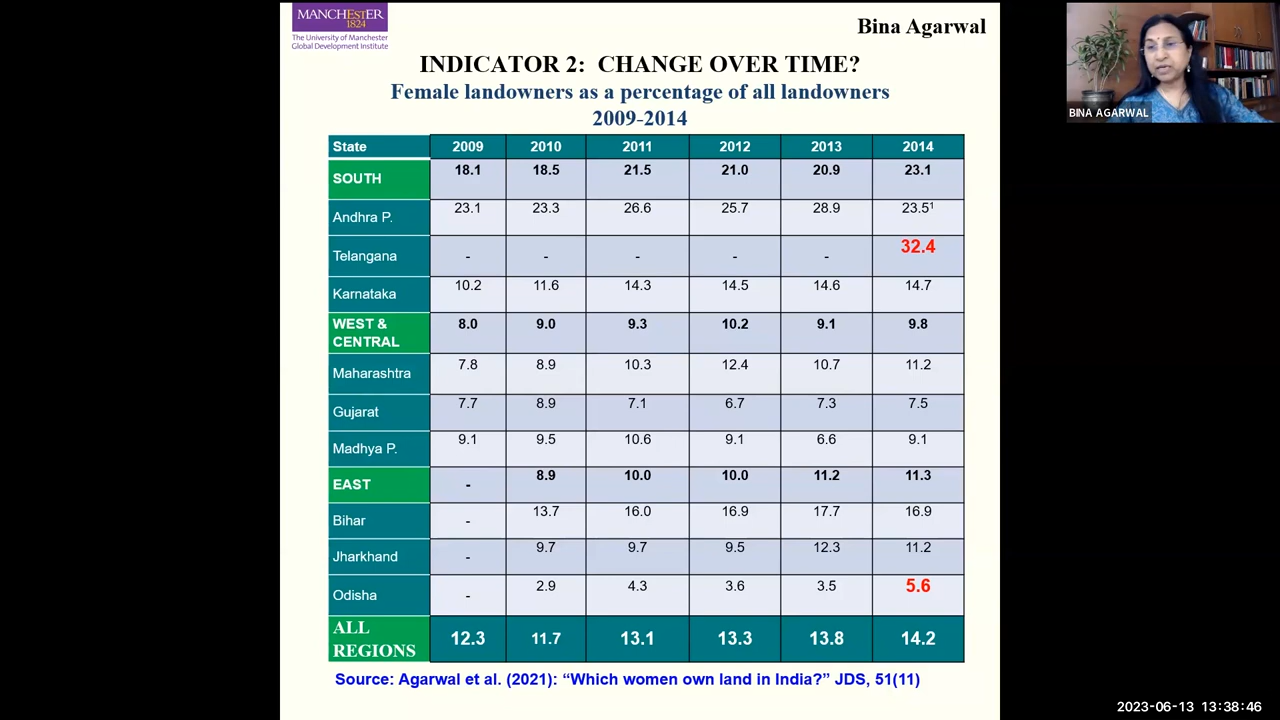 MANCHESTER
1824
The University of Manchester
Global Development Institute
Bina Agarwal
INDICATOR 2: CHANGE OVER TIME?
Female landowners as a percentage of all landowners
2009-2014
State 2009 2010 2011 2012 2013 2014
SOUTH 18.1 18.5 21.5 21.0 20.9 23.1
Andhra P. 23.1 23.3 26.6 25.7 28.9 23.5¹
Telangana - - - - - 32.4
Karnataka 10.2 11.6 14.3 14.5 14.6 14.7
WEST &
CENTRAL 8.0 9.0 9.3 10.2 9.1 9.8
Maharashtra 7.8 8.9 10.3 12.4 10.7 11.2
Gujarat 7.7 8.9 7.1 6.7 7.3 7.5
Madhya P. 9.1 9.5 10.6 9.1 6.6 9.1
EAST - 8.9 10.0 10.0 11.2 11.3
Bihar - 13.7 16.0 16.9 17.7 16.9
Jharkhand - 9.7 9.7 9.5 12.3 11.2
Odisha - 2.9 4.3 3.6 3.5 5.6
ALL
REGIONS 12.3 11.7 13.1 13.3 13.8 14.2
Source: Agarwal et al. (2021): “Which women own land in India?” JDS, 51(11)
BINA AGARWAL
2023-06-13 13:38:46